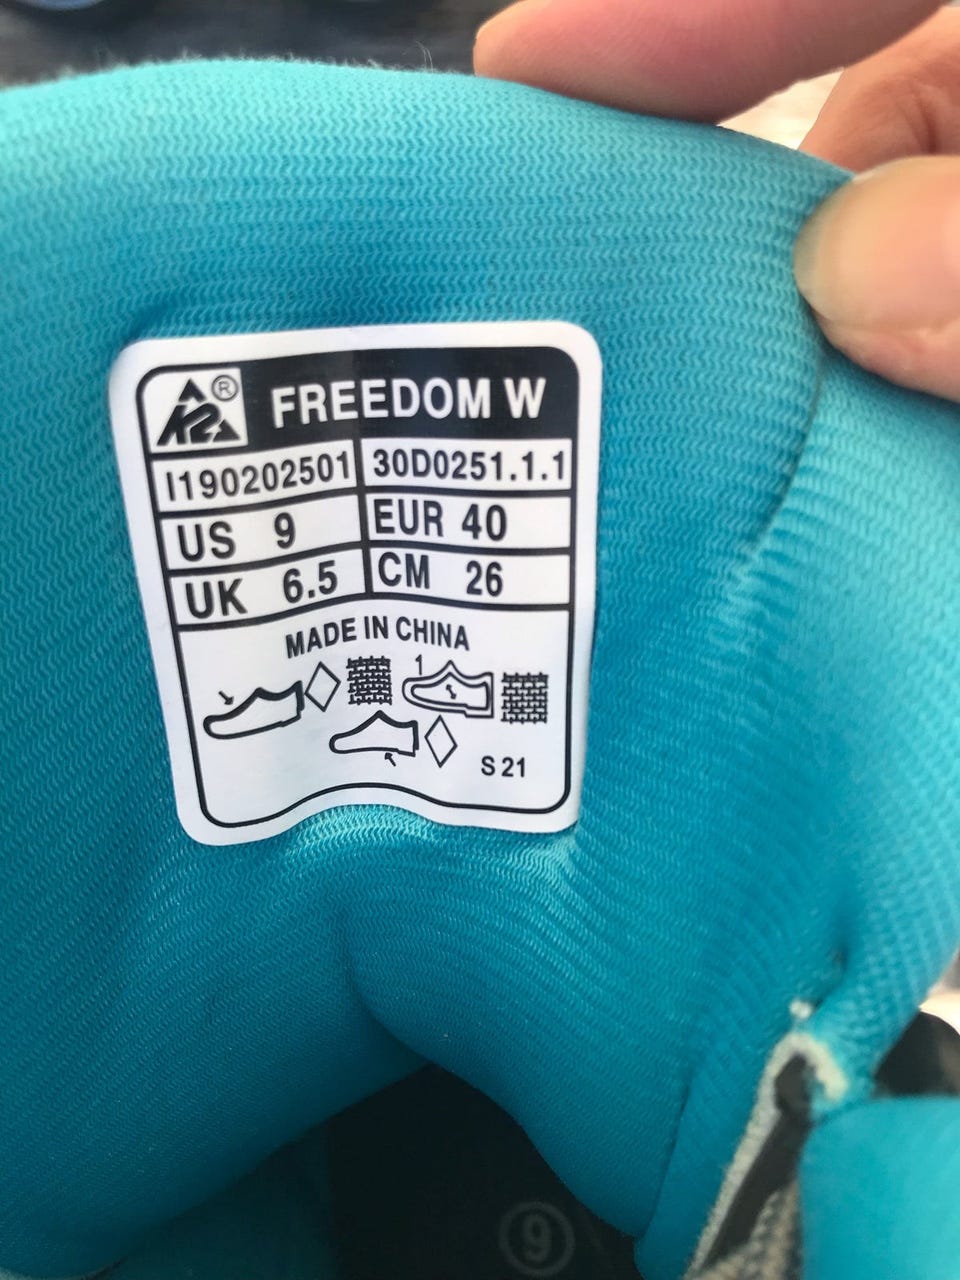 K2® FREEDOM W
I190202501 30D0251.1.1
US 9 EUR 40
UK 6.5 CM 26
MADE IN CHINA
1
S 21
9